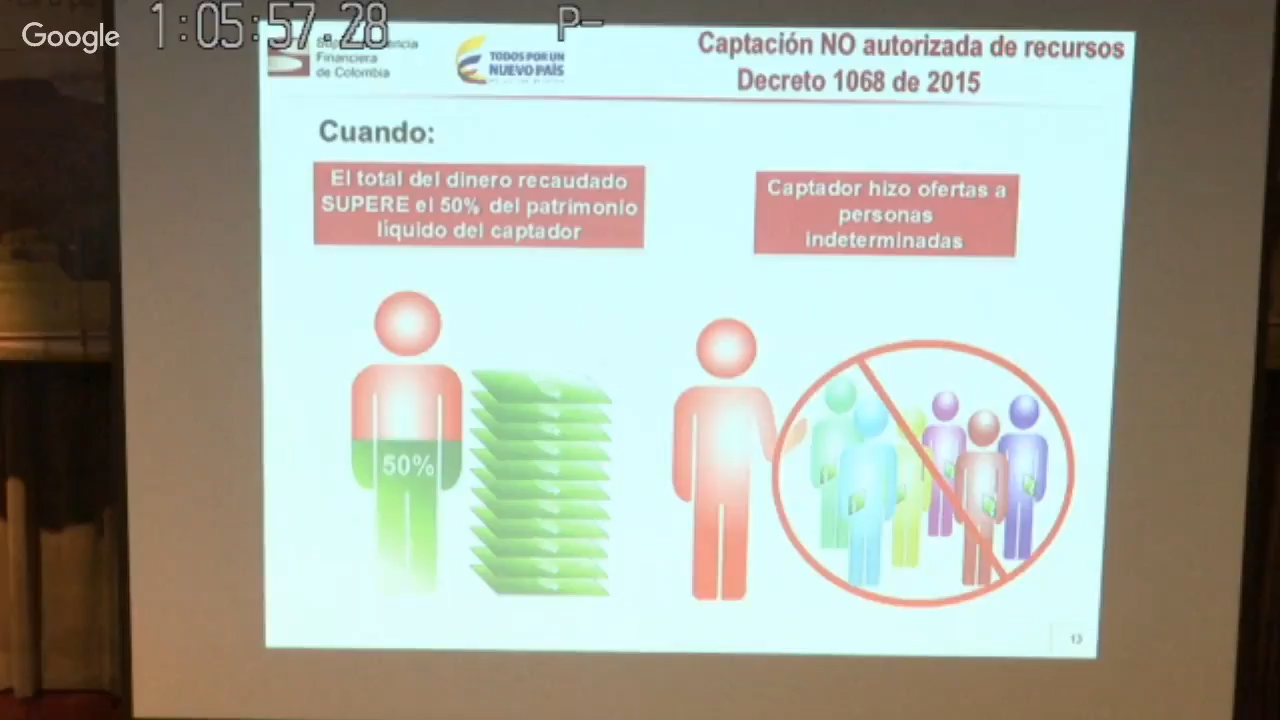 Google
1:05:57.28
P-
Financiera
de Colombia
TODOS POR UN
NUEVO PAÍS
Captación NO autorizada de recursos
Decreto 1068 de 2015
Cuando:
El total del dinero recaudado
SUPERE el 50% del patrimonio
líquido del captador
Captador hizo ofertas a
personas
indeterminadas
50%
13